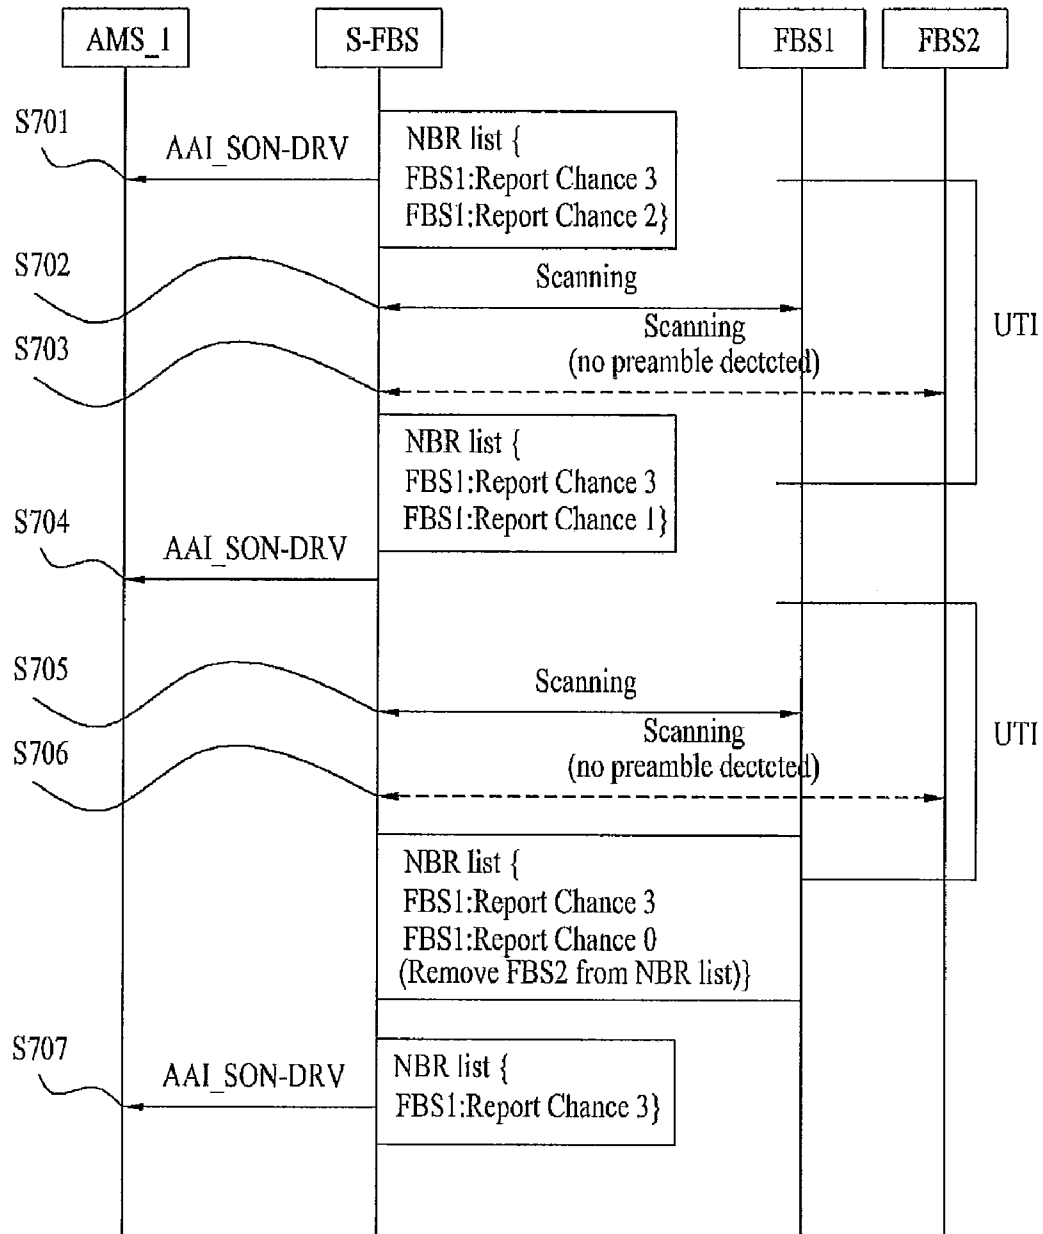 AMS_1
S-FBS
FBS1
FBS2
S701
AAI_SON-DRV
NBR list {
FBS1:Report Chance 3
FBS1:Report Chance 2}
S702
Scanning
UTI
S703
Scanning
(no preamble dectcted)
NBR list {
FBS1:Report Chance 3
FBS1:Report Chance 1}
S704
AAI_SON-DRV
S705
Scanning
S706
Scanning
(no preamble dectcted)
UTI
NBR list {
FBS1:Report Chance 3
FBS1:Report Chance 0
(Remove FBS2 from NBR list)}
S707
AAI_SON-DRV
NBR list {
FBS1:Report Chance 3}